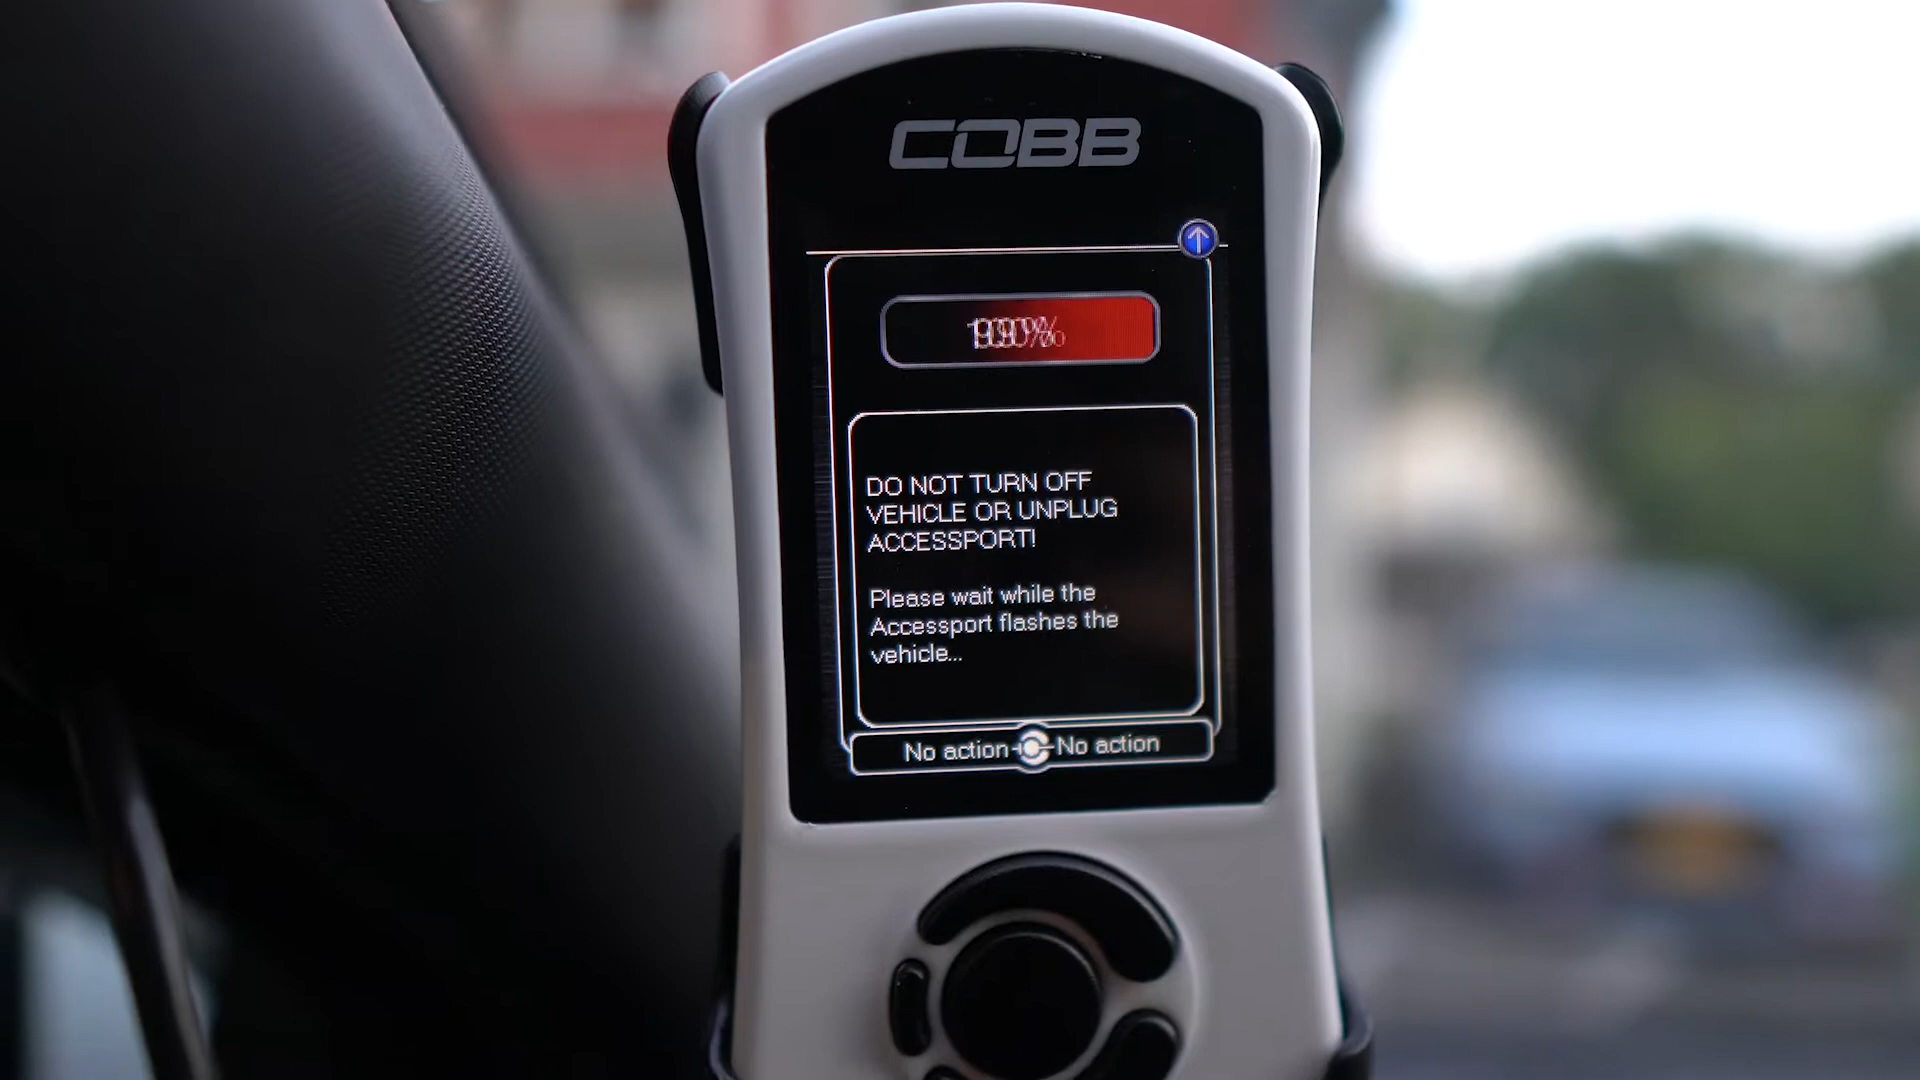 COBB
DO NOT TURN OFF
VEHICLE OR UNPLUG
ACCESSPORT!
Please wait while the
Accessport flashes the
vehicle...
No action No action